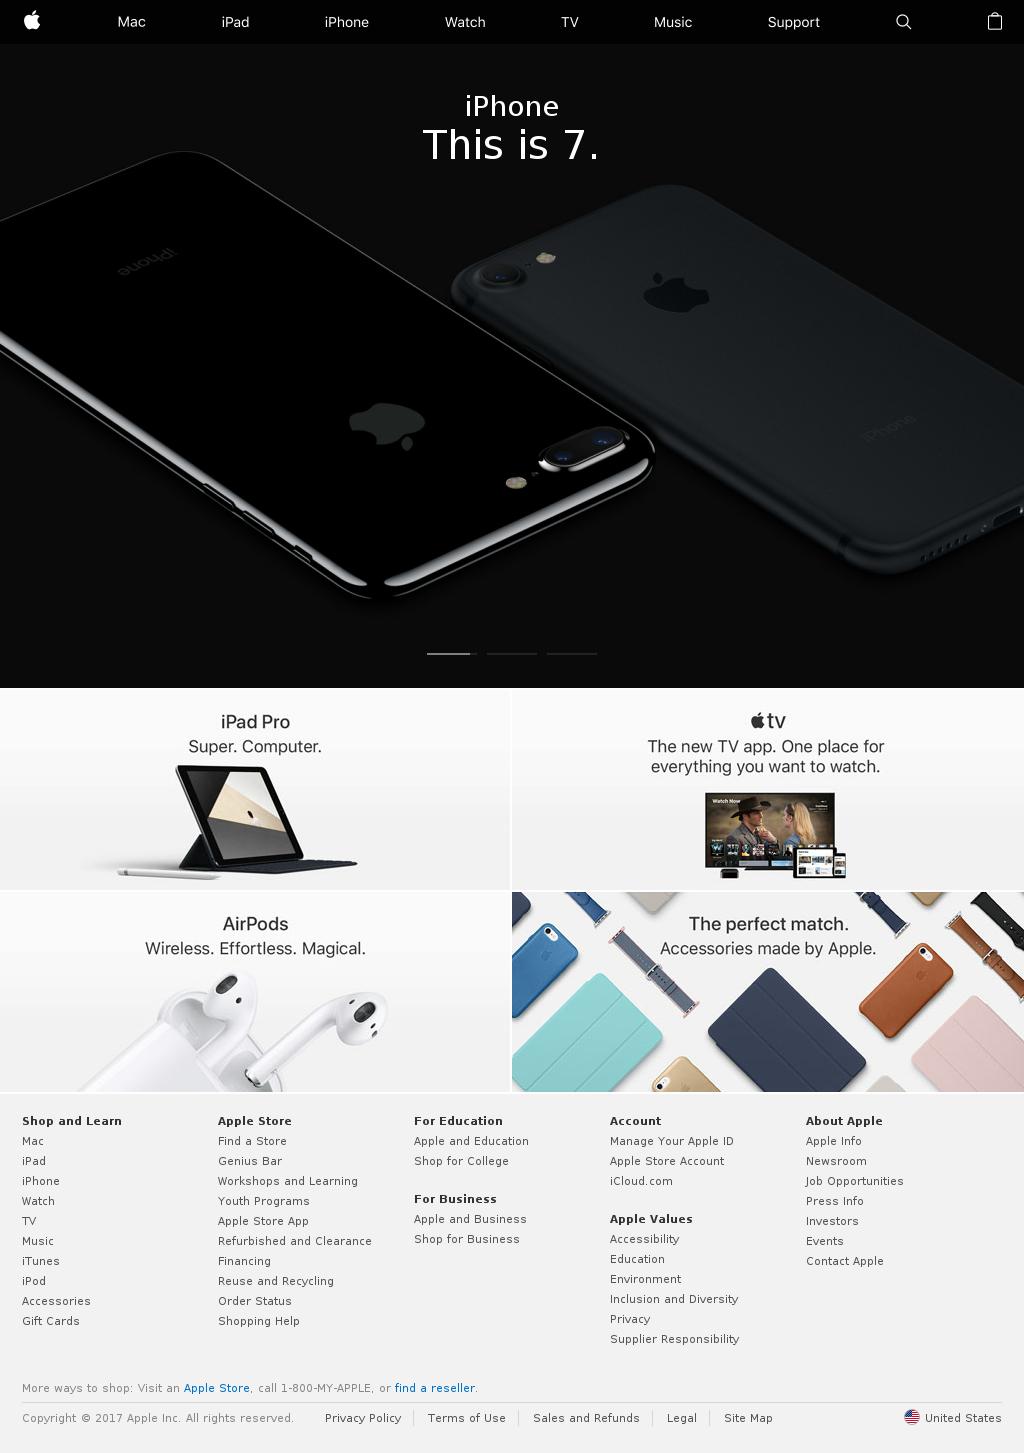 Mac
iPad
iPhone
Watch
TV
Music
Support
iPhone
This is 7.
iPhone
iPhone
iPad Pro
Super. Computer.
tv
The new TV app. One place for
everything you want to watch.
Watch Now
AirPods
Wireless. Effortless. Magical.
The perfect match.
Accessories made by Apple.
Shop and Learn
Mac
iPad
iPhone
Watch
TV
Music
iTunes
iPod
Accessories
Gift Cards
Apple Store
Find a Store
Genius Bar
Workshops and Learning
Youth Programs
Apple Store App
Refurbished and Clearance
Financing
Reuse and Recycling
Order Status
Shopping Help
For Education
Apple and Education
Shop for College
For Business
Apple and Business
Shop for Business
Account
Manage Your Apple ID
Apple Store Account
iCloud.com
Apple Values
Accessibility
Education
Environment
Inclusion and Diversity
Privacy
Supplier Responsibility
About Apple
Apple Info
Newsroom
Job Opportunities
Press Info
Investors
Events
Contact Apple
More ways to shop: Visit an Apple Store, call 1-800-MY-APPLE, or find a reseller.
Copyright © 2017 Apple Inc. All rights reserved.
Privacy Policy
Terms of Use
Sales and Refunds
Legal
Site Map
United States